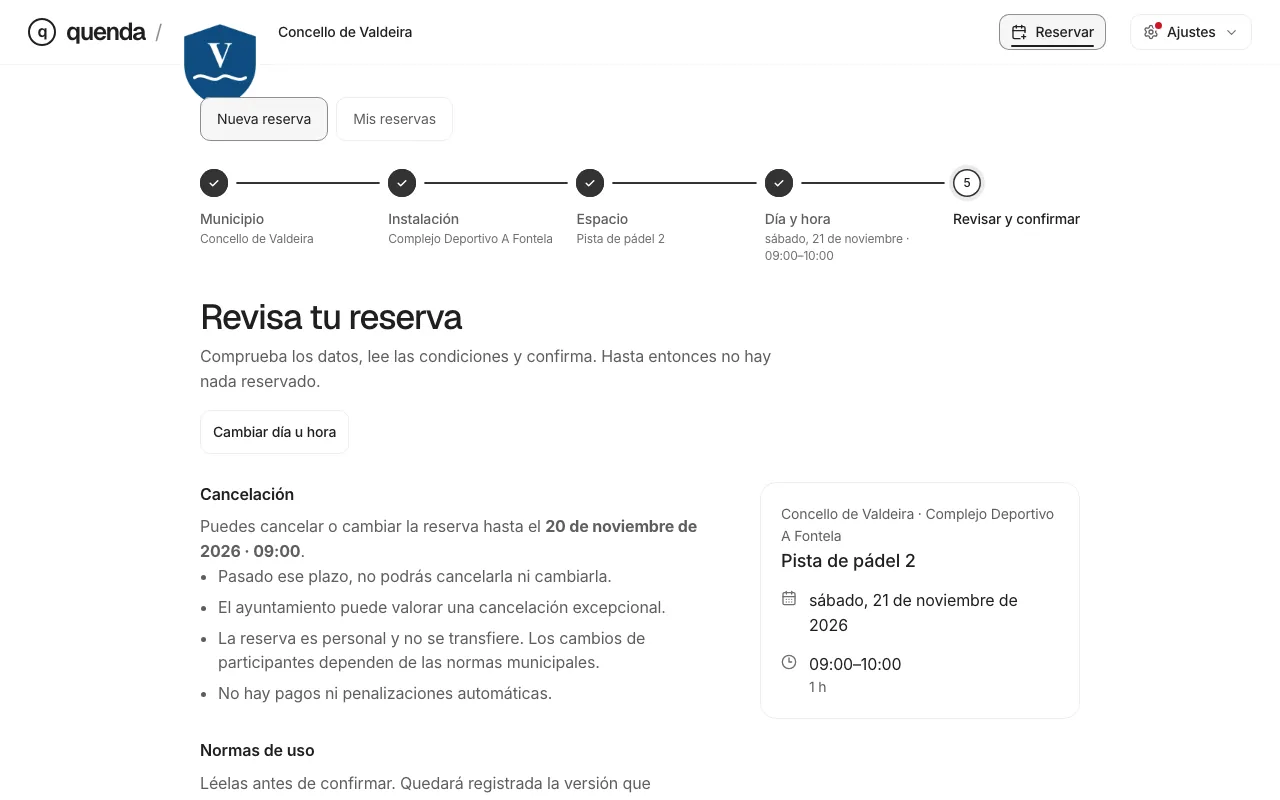 q quenda / V Concello de Valdeira Reservar Ajustes
Nueva reserva Mis reservas
5
Municipio Instalación Espacio Día y hora Revisar y confirmar
Concello de Valdeira Complejo Deportivo A Fontela Pista de pádel 2 sábado, 21 de noviembre ·
09:00–10:00
Revisa tu reserva
Comprueba los datos, lee las condiciones y confirma. Hasta entonces no hay
nada reservado.
Cambiar día u hora
Cancelación
Puedes cancelar o cambiar la reserva hasta el 20 de noviembre de
2026 · 09:00.
• Pasado ese plazo, no podrás cancelarla ni cambiarla.
• El ayuntamiento puede valorar una cancelación excepcional.
• La reserva es personal y no se transfiere. Los cambios de
participantes dependen de las normas municipales.
• No hay pagos ni penalizaciones automáticas.
Concello de Valdeira · Complejo Deportivo
A Fontela
Pista de pádel 2
sábado, 21 de noviembre de
2026
09:00–10:00
1 h
Normas de uso
Léelas antes de confirmar. Quedará registrada la versión que